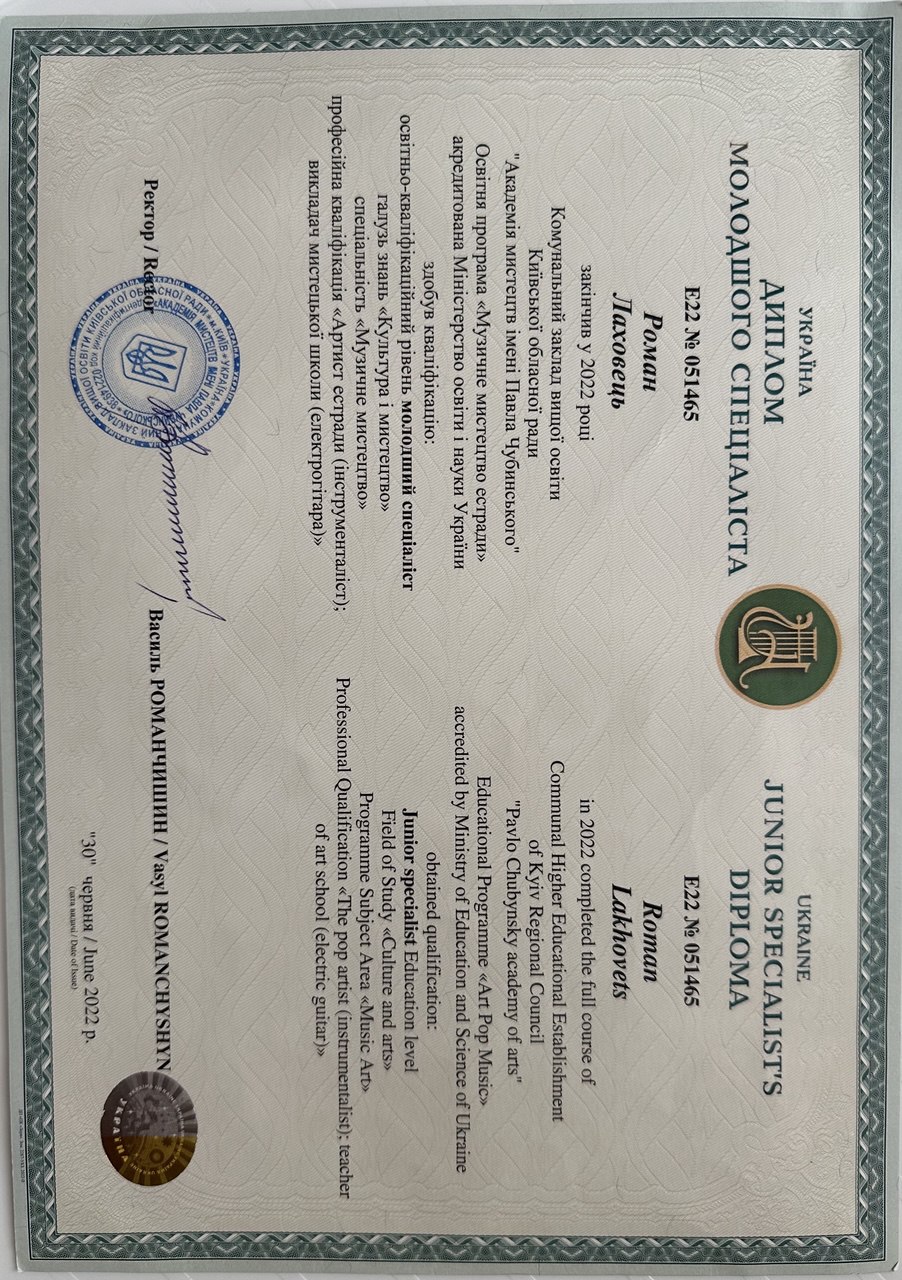 УКРАЇНА
ДИПЛОМ
МОЛОДШОГО СПЕЦІАЛІСТА
E22 № 051465
Роман
Лаховець
закінчив у 2022 році
Комунальний заклад вищої освіти
Київської обласної ради
"Академія мистецтв імені Павла Чубинського"
Освітня програма «Музичне мистецтво естради»
акредитована Міністерство освіти і науки України
здобув кваліфікацію:
освітньо-кваліфікаційний рівень молодший спеціаліст
галузь знань «Культура і мистецтво»
спеціальність «Музичне мистецтво»
професійна кваліфікація «Артист естради (інструменталіст);
викладач мистецької школи (електрогітара)»
UKRAINE
JUNIOR SPECIALIST'S
DIPLOMA
E22 № 051465
Roman
Lakhovets
in 2022 completed the full course of
Communal Higher Educational Establishment
of Kyiv Regional Council
"Pavlo Chubynsky academy of arts"
Educational Programme «Art Pop Music»
accredited by Ministry of Education and Science of Ukraine
obtained qualification:
Junior specialist Education level
Field of Study «Culture and arts»
Programme Subject Area «Music Art»
Professional Qualification «The pop artist (instrumentalist); teacher
of art school (electric guitar)»
Ректор / Rector
Василь РОМАНЧИШИН / Vasyl ROMANCHYSHYN
"30" червня / June 2022 р.
(дата видачі / Date of Issue)
УКРАЇНА